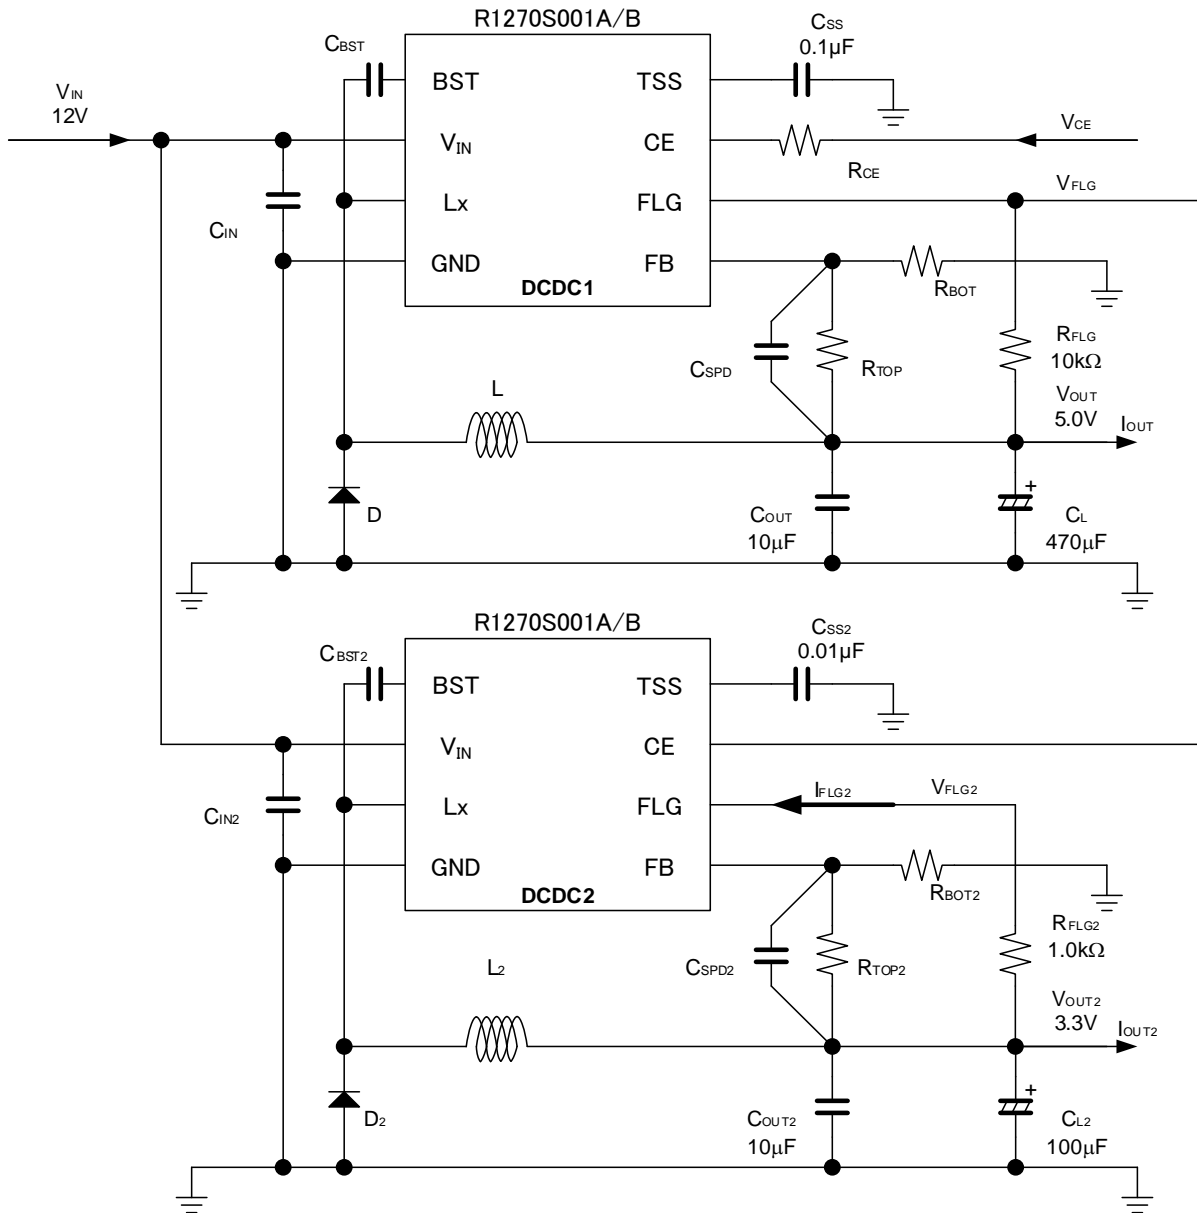 R1270S001A/B
CBST
CSS
0.1µF
BST
TSS
VIN
12V
VIN
CE
VCE
RCE
Lx
FLG
VFLG
CIN
GND
FB
DCDC1
RBOT
CSPD
RTOP
RFLG
10kΩ
L
VOUT
5.0V
IOUT
D
COUT
10µF
+
CL
470µF
R1270S001A/B
CBST2
CSS2
0.01µF
BST
TSS
VIN
CE
CIN2
Lx
FLG
IFLG2
VFLG2
GND
FB
DCDC2
RBOT2
CSPD2
RTOP2
RFLG2
1.0kΩ
L2
VOUT2
3.3V
IOUT2
D2
COUT2
10µF
+
CL2
100µF